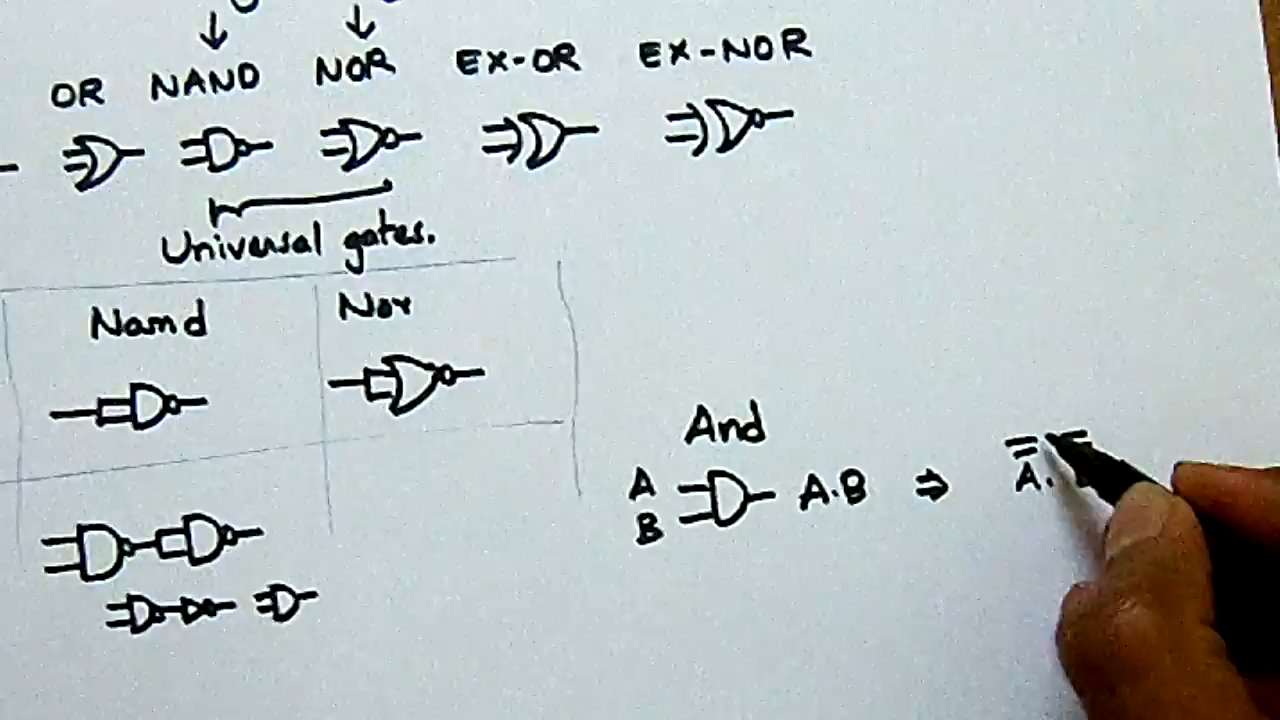 OR NAND NOR EX-OR EX-NOR
Universal gates.
Nand Nor
And
A
B
A.B ⇒ A.